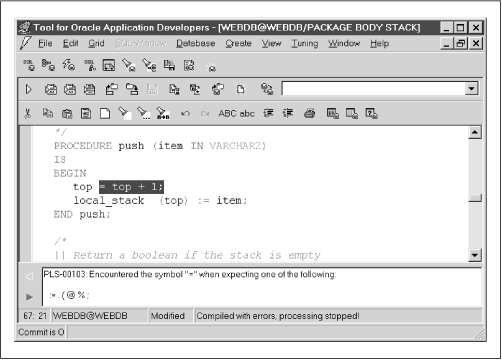 Tool for Oracle Application Developers - [WEBDB@WEBDB/PACKAGE BODY STACK]
File Edit Grid SQL-Window Database Create View Tuning Window Help
ABC abc
*/
PROCEDURE push (item IN VARCHAR2)
IS
BEGIN
top = top + 1;
local_stack (top) := item;
END push;
/*
|| Return a boolean if the stack is empty
PLS-00103: Encountered the symbol "=" when expecting one of the following:
:= . ( @ % ;
67: 21 WEBDB@WEBDB Modified Compiled with errors, processing stopped!
Commit is O